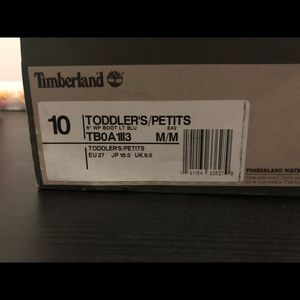 Timberland
10
TODDLER'S/PETITS
6" WP BOOT LT BLU E42
TB0A1II3 M/M
TODDLER'S/PETITS
EU 27 JP 16.5 UK 9.5
TIMBERLAND WATE